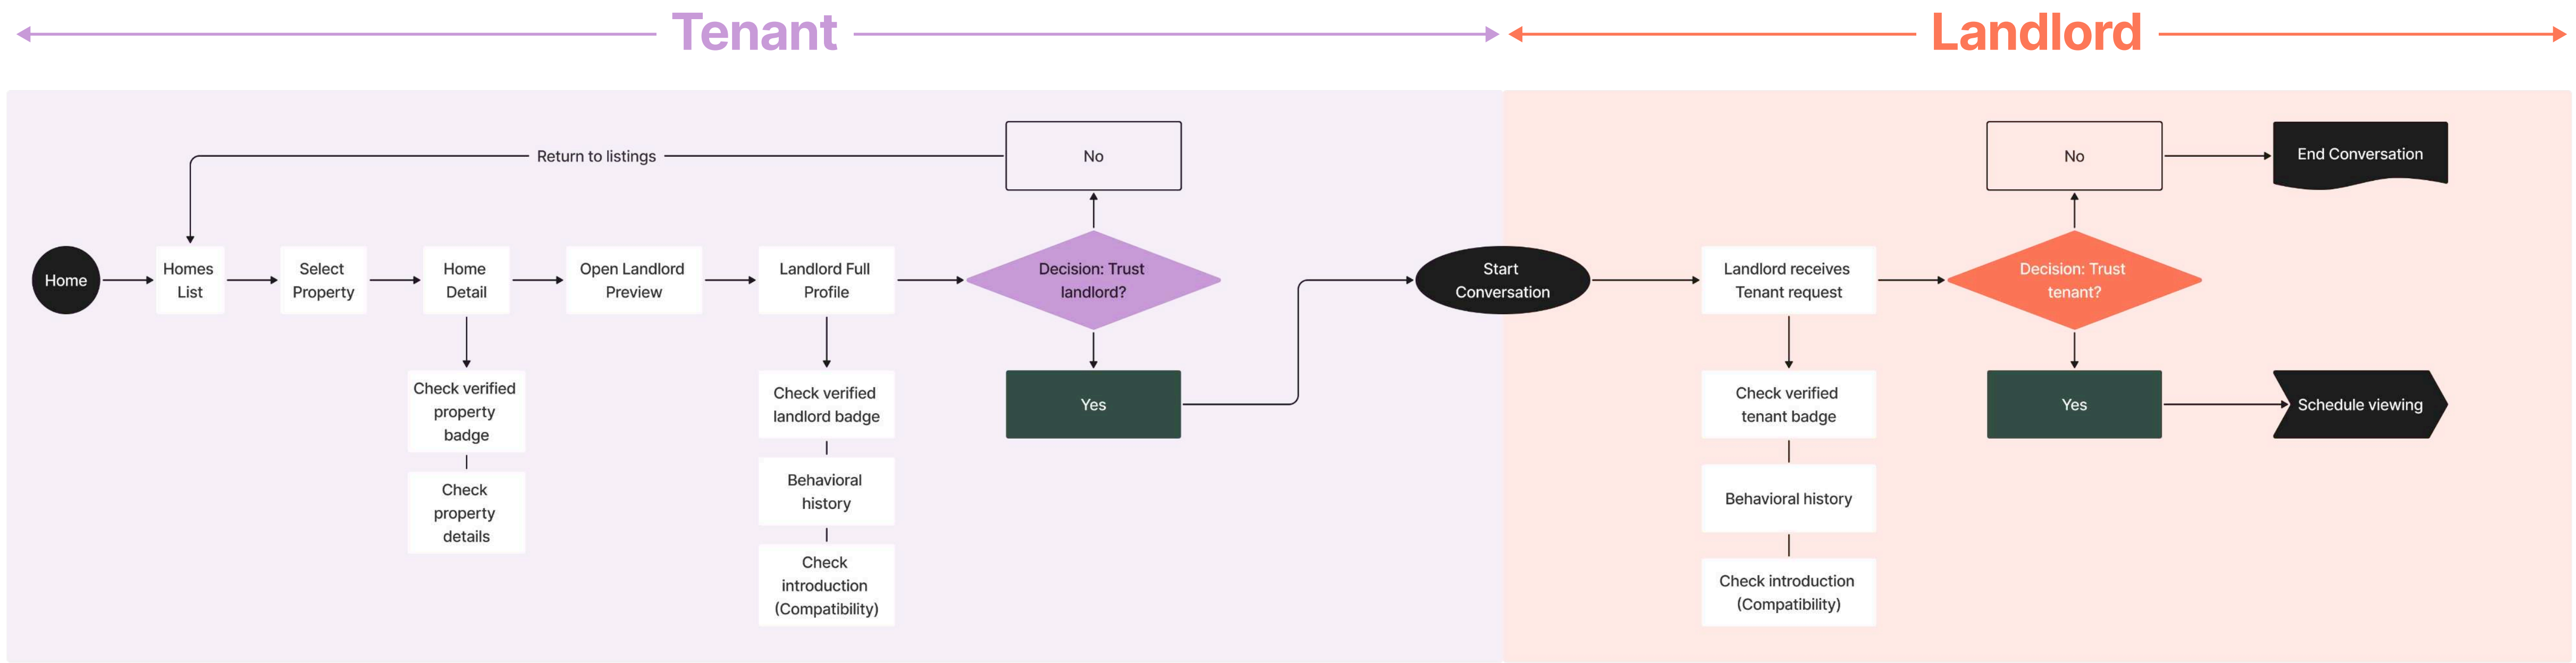 Tenant
Landlord
Return to listings
No
No
End Conversation
Home
Homes
List
Select
Property
Home
Detail
Open Landlord
Preview
Landlord Full
Profile
Decision: Trust
landlord?
Start
Conversation
Landlord receives
Tenant request
Decision: Trust
tenant?
Check verified
property
badge
Check
property
details
Check verified
landlord badge
Behavioral
history
Check
introduction
(Compatibility)
Yes
Check verified
tenant badge
Behavioral history
Check introduction
(Compatibility)
Yes
Schedule viewing